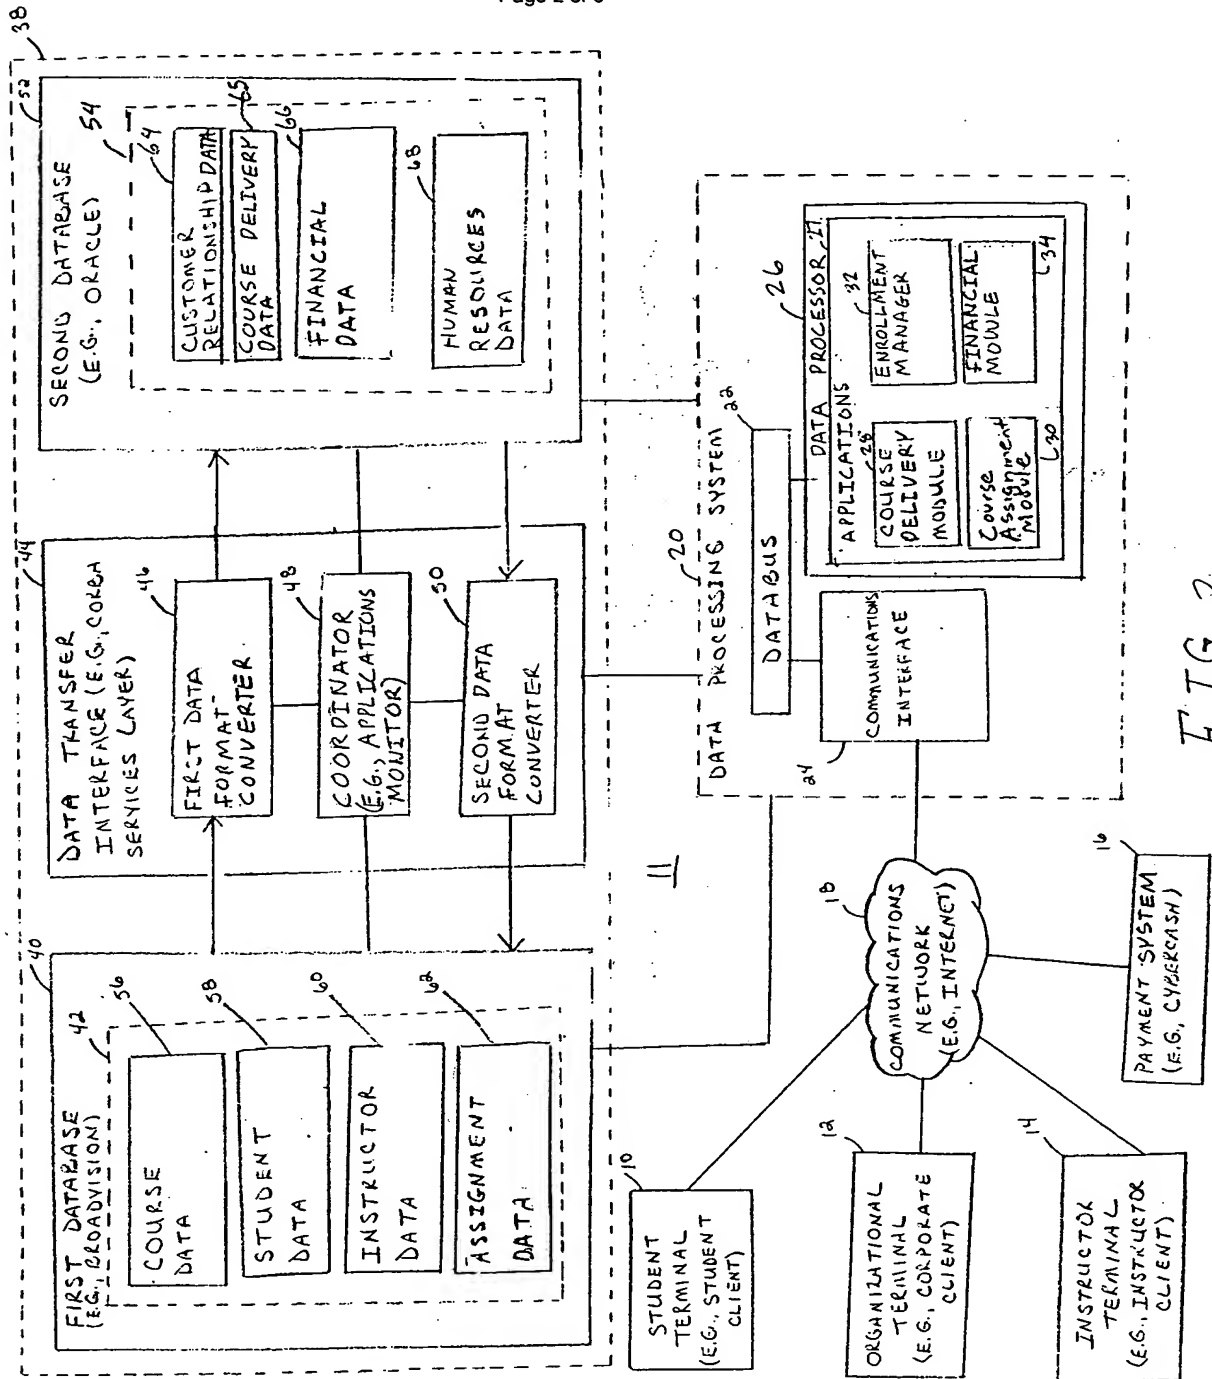 Page 2 of 6
38
40
FIRST DATABASE
(E.G., BROADVISION)
42
COURSE
DATA
56
STUDENT
DATA
58
INSTRUCTOR
DATA
60
ASSIGNMENT
DATA
62
44
DATA TRANSFER
INTERFACE (E.G., CORBA
SERVICES LAYER)
46
FIRST DATA
FORMAT
CONVERTER
48
COORDINATOR
(E.G., APPLICATIONS
MONITOR)
50
SECOND DATA
FORMAT
CONVERTER
52
SECOND DATABASE
(E.G., ORACLE)
54
64
CUSTOMER
RELATIONSHIP DATA
65
COURSE DELIVERY
DATA
66
FINANCIAL
DATA
68
HUMAN
RESOURCES
DATA
11
10
STUDENT
TERMINAL
(E.G., STUDENT
CLIENT)
12
ORGANIZATIONAL
TERMINAL
(E.G., CORPORATE
CLIENT)
14
INSTRUCTOR
TERMINAL
(E.G., INSTRUCTOR
CLIENT)
18
COMMUNICATIONS
NETWORK
(E.G., INTERNET)
16
PAYMENT SYSTEM
(E.G., CYBERCASH)
20
DATA PROCESSING SYSTEM
22
DATABUS
24
COMMUNICATIONS
INTERFACE
26
DATA PROCESSOR
APPLICATIONS
28
COURSE
DELIVERY
MODULE
32
ENROLLMENT
MANAGER
Course
Assignment
Module
30
FINANCIAL
MODULE
34
FIG